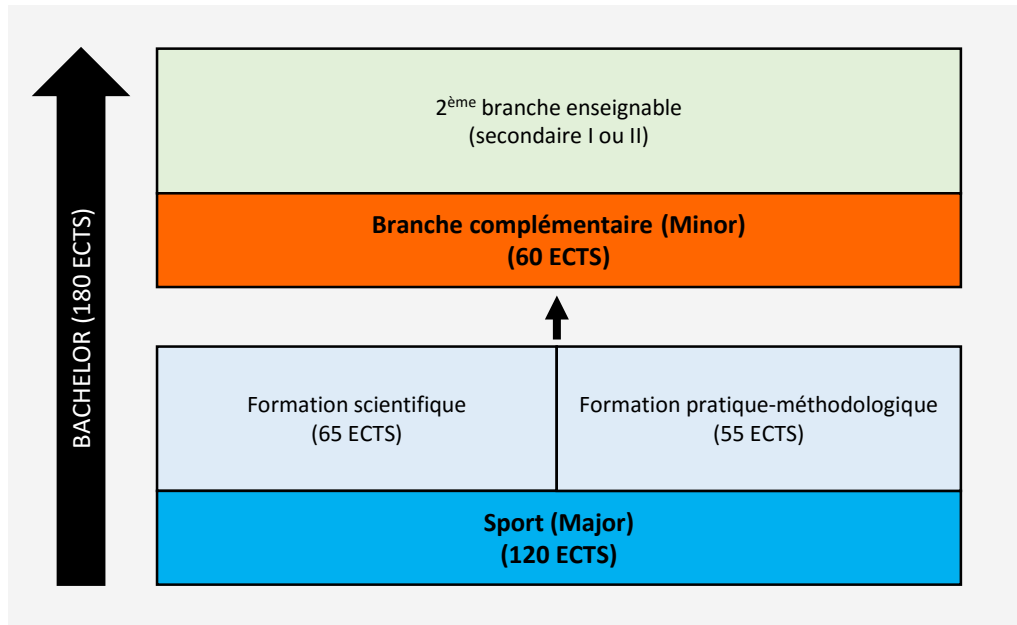 2ème branche enseignable
(secondaire I ou II)
Branche complémentaire (Minor)
(60 ECTS)
BACHELOR (180 ECTS)
Formation scientifique
(65 ECTS)
Formation pratique-méthodologique
(55 ECTS)
Sport (Major)
(120 ECTS)